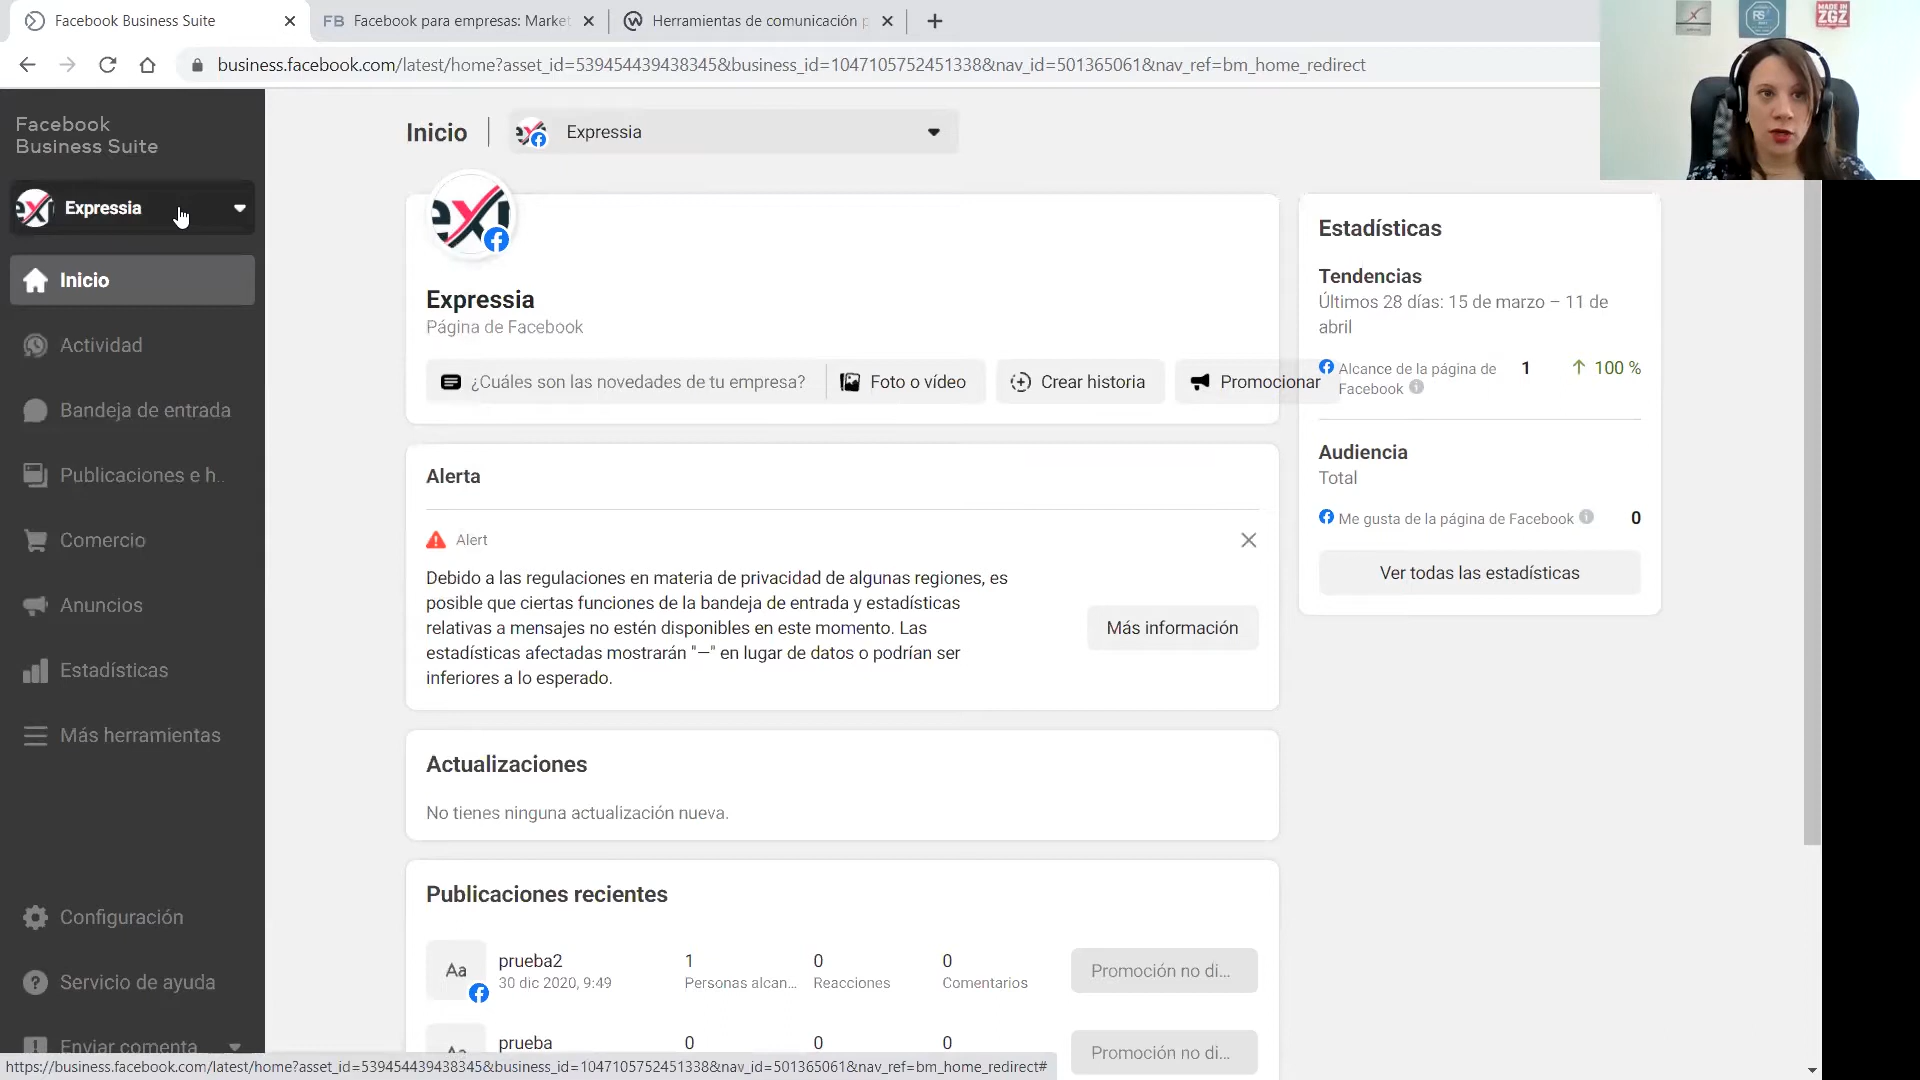 Facebook Business Suite
FB Facebook para empresas: Market
Herramientas de comunicación p
business.facebook.com/latest/home?asset_id=539454439438345&business_id=1047105752451338&nav_id=501365061&nav_ref=bm_home_redirect
RS
MADE IN
ZGZ
Facebook
Business Suite
Expressia
Inicio
Actividad
Bandeja de entrada
Publicaciones e h...
Comercio
Anuncios
Estadísticas
Más herramientas
Configuración
Servicio de ayuda
Enviar comenta
Inicio
Expressia
Expressia
Página de Facebook
¿Cuáles son las novedades de tu empresa?
Foto o vídeo
Crear historia
Promocionar
Alerta
Alert
Debido a las regulaciones en materia de privacidad de algunas regiones, es
posible que ciertas funciones de la bandeja de entrada y estadísticas
relativas a mensajes no estén disponibles en este momento. Las
estadísticas afectadas mostrarán "—" en lugar de datos o podrían ser
inferiores a lo esperado.
Más información
Actualizaciones
No tienes ninguna actualización nueva.
Publicaciones recientes
Aa
prueba2
30 dic 2020, 9:49
1
Personas alcan...
0
Reacciones
0
Comentarios
Promoción no di...
Aa
prueba
0
0
0
Promoción no di...
Estadísticas
Tendencias
Últimos 28 días: 15 de marzo – 11 de
abril
Alcance de la página de
Facebook
1
100 %
Audiencia
Total
Me gusta de la página de Facebook
0
Ver todas las estadísticas
https://business.facebook.com/latest/home?asset_id=539454439438345&business_id=1047105752451338&nav_id=501365061&nav_ref=bm_home_redirect#